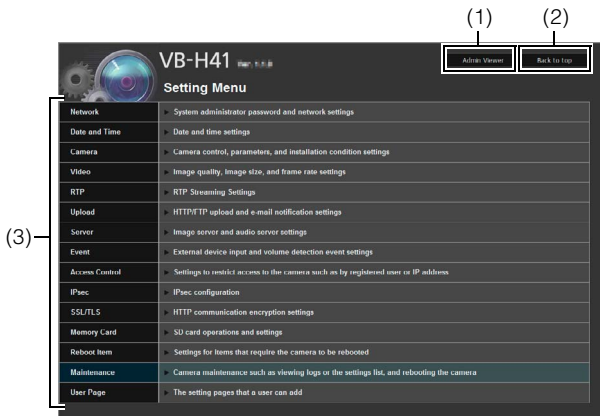 (1) (2)
VB-H41
Admin Viewer Back to top
Setting Menu
Network ► System administrator password and network settings
Date and Time ► Date and time settings
Camera ► Camera control, parameters, and installation condition settings
Video ► Image quality, image size, and frame rate settings
RTP ► RTP Streaming Settings
Upload ► HTTP/FTP upload and e-mail notification settings
(3) Server ► Image server and audio server settings
Event ► External device input and volume detection event settings
Access Control ► Settings to restrict access to the camera such as by registered user or IP address
IPsec ► IPsec configuration
SSL/TLS ► HTTP communication encryption settings
Memory Card ► SD card operations and settings
Reboot Item ► Settings for items that require the camera to be rebooted
Maintenance ► Camera maintenance such as viewing logs or the settings list, and rebooting the camera
User Page ► The setting pages that a user can add